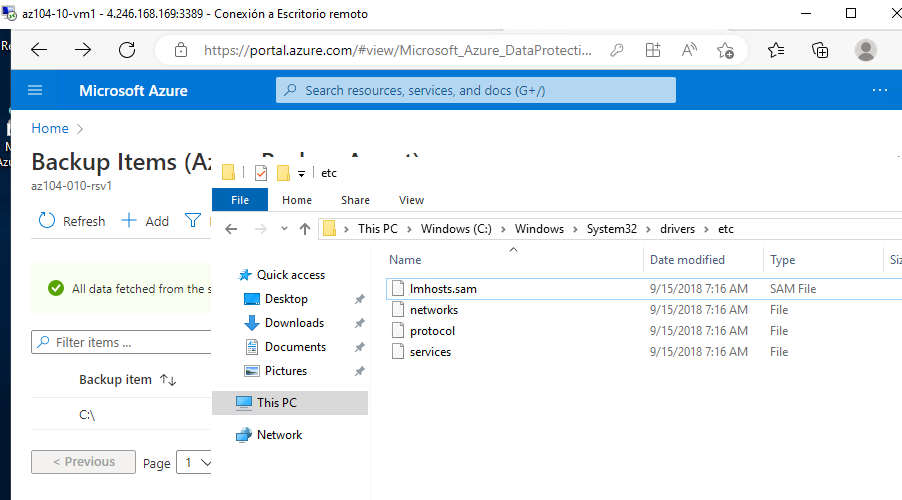 az104-10-vm1 - 4.246.168.169:3389 - Conexión a Escritorio remoto
https://portal.azure.com/#view/Microsoft_Azure_DataProtecti...
Microsoft Azure
Search resources, services, and docs (G+/)
Home
Backup Items
az104-010-rsv1
Refresh
Add
All data fetched from the s
Filter items ...
Backup item
C:\
< Previous
Page
1
etc
File
Home
Share
View
This PC > Windows (C:) > Windows > System32 > drivers > etc
Quick access
Desktop
Downloads
Documents
Pictures
This PC
Network
Name Date modified Type
lmhosts.sam 9/15/2018 7:16 AM SAM File
networks 9/15/2018 7:16 AM File
protocol 9/15/2018 7:16 AM File
services 9/15/2018 7:16 AM File